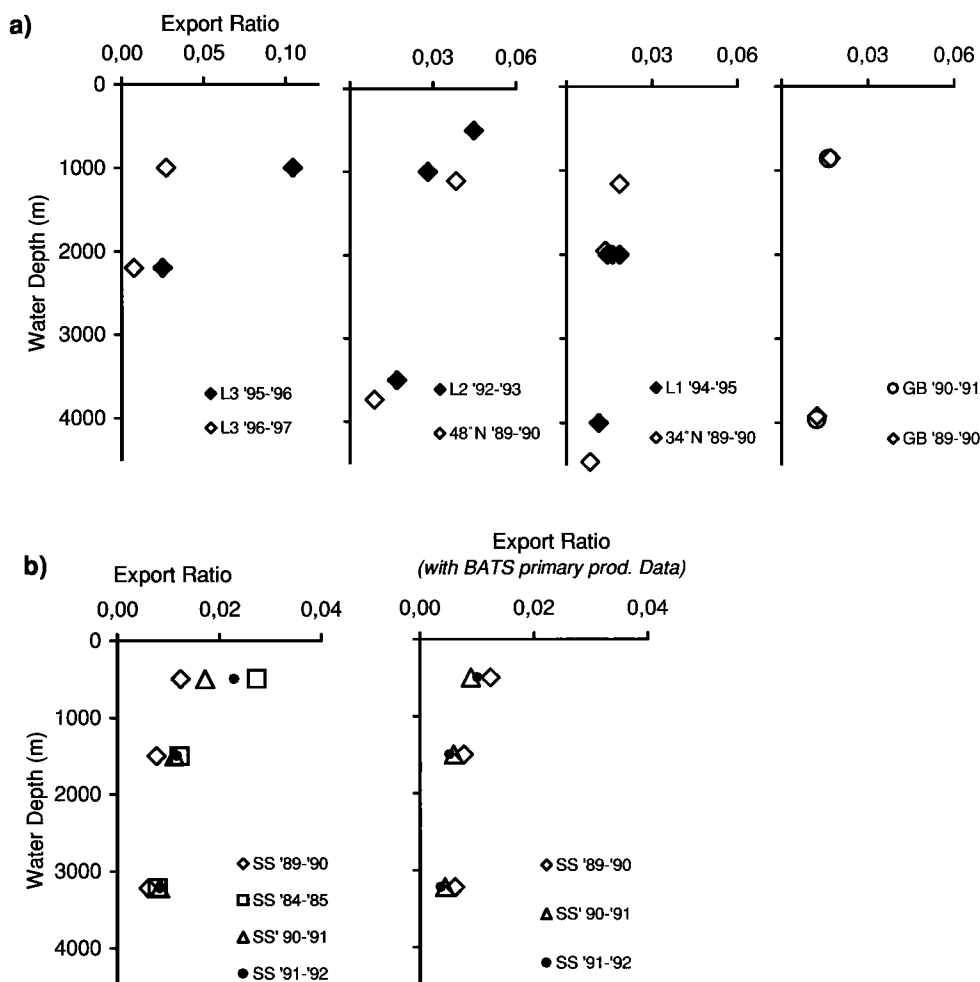 a)
Export Ratio
0,00 0,05 0,10
0,03 0,06
0,03 0,06
0,03 0,06
0
1000
2000
3000
4000
Water Depth (m)
L3 '95-'96
L3 '96-'97
L2 '92-'93
48°N '89-'90
L1 '94-'95
34°N '89-'90
GB '90-'91
GB '89-'90
b)
Export Ratio
0,00 0,02 0,04
Export Ratio
(with BATS primary prod. Data)
0,00 0,02 0,04
0
1000
2000
3000
4000
Water Depth (m)
SS '89-'90
SS '84-'85
SS' 90-'91
SS '91-'92
SS '89-'90
SS' 90-'91
SS '91-'92